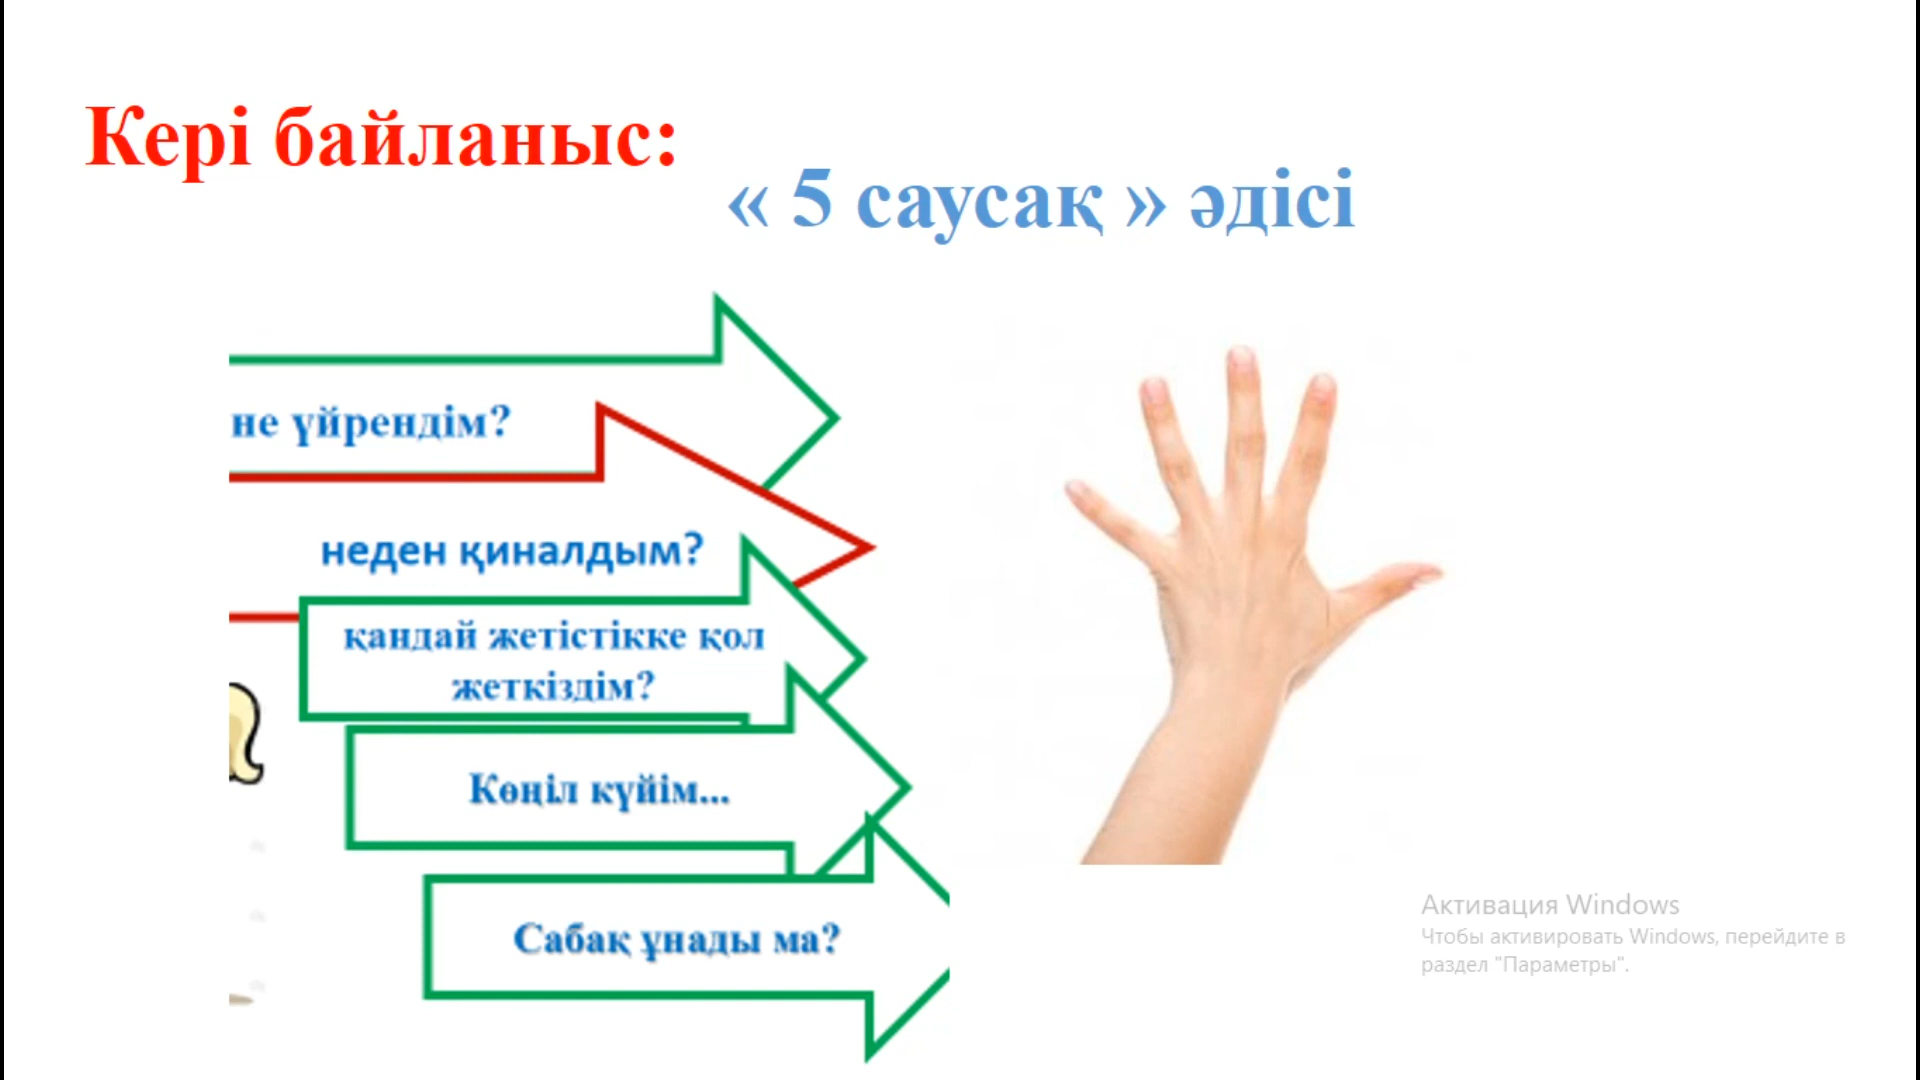 Кері байланыс:
« 5 саусақ » әдісі
не үйрендім?
неден қиналдым?
қандай жетістікке қол
жеткіздім?
Көңіл күйім...
Сабақ ұнады ма?
Активация Windows
Чтобы активировать Windows, перейдите в
раздел "Параметры".